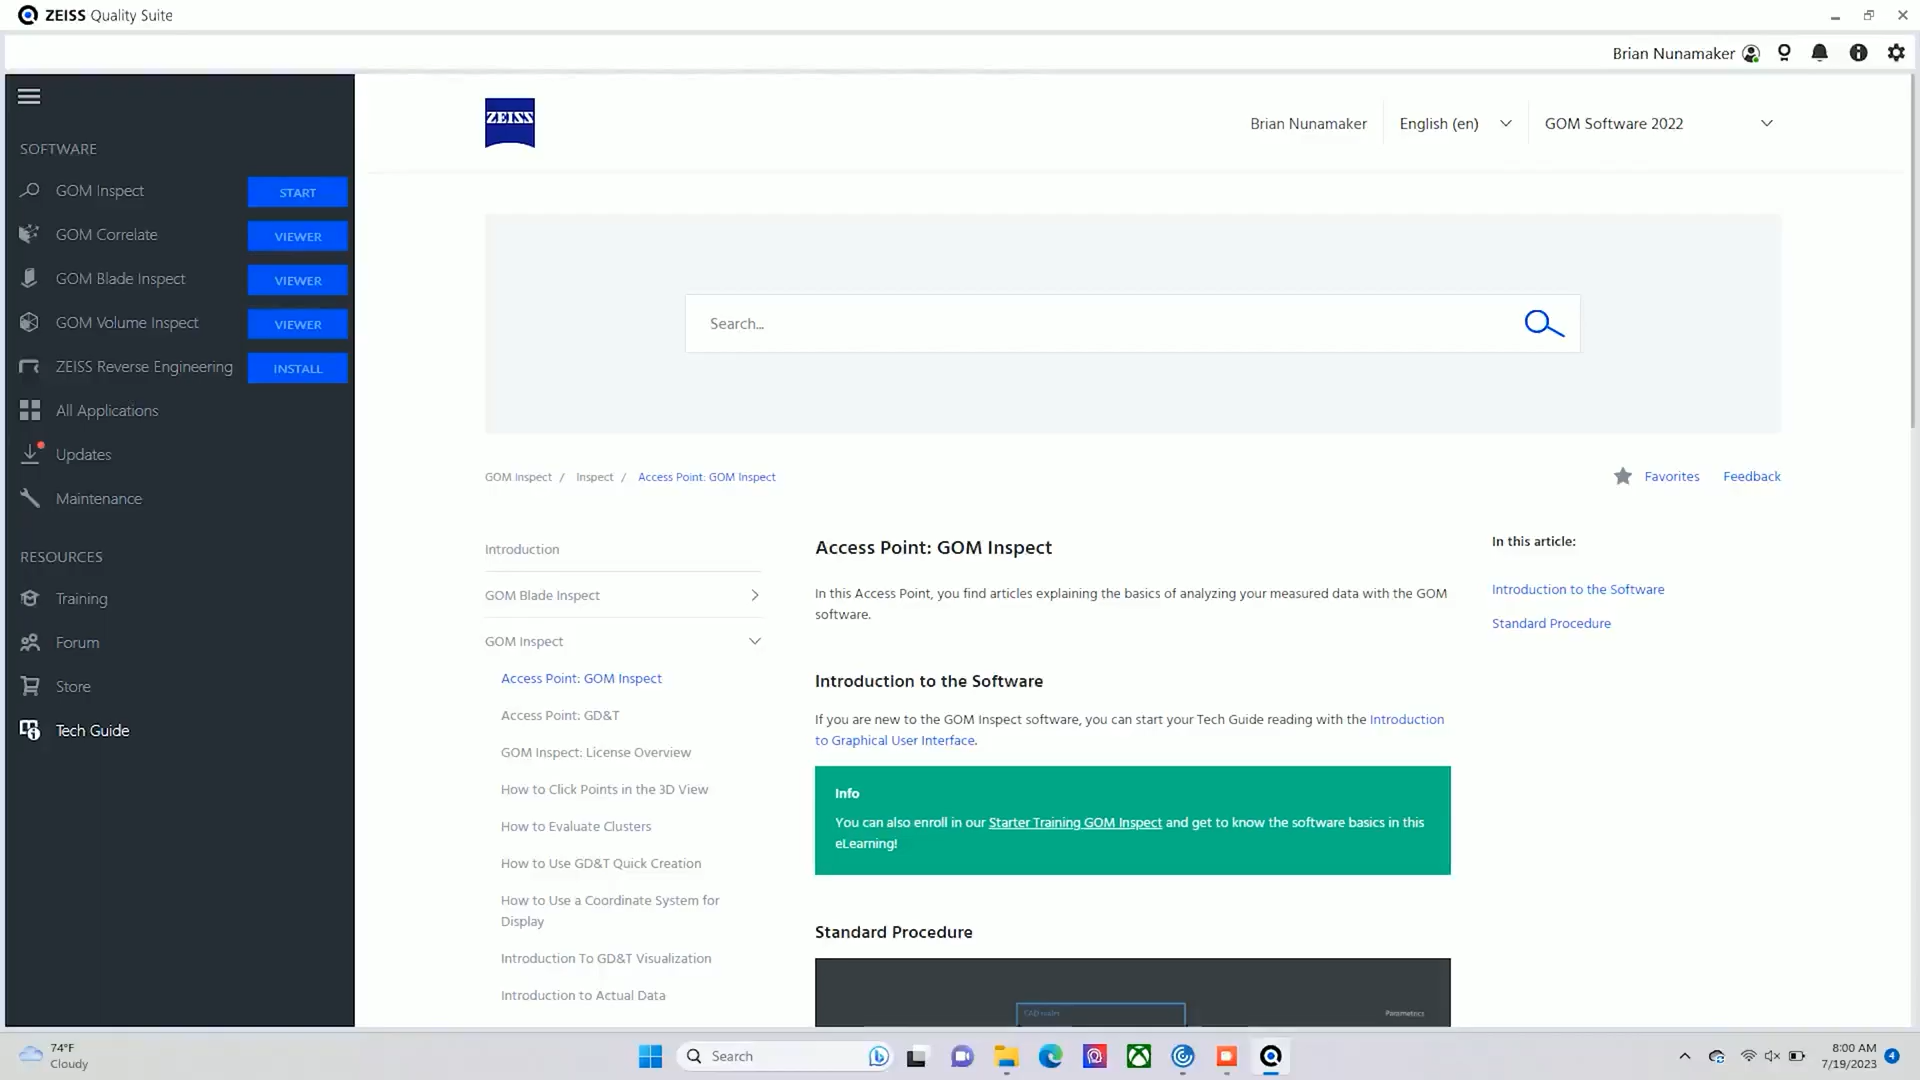 ZEISS Quality Suite
Brian Nunamaker
SOFTWARE
GOM Inspect START
GOM Correlate VIEWER
GOM Blade Inspect VIEWER
GOM Volume Inspect VIEWER
ZEISS Reverse Engineering INSTALL
All Applications
Updates
Maintenance
RESOURCES
Training
Forum
Store
Tech Guide
ZEISS
Brian Nunamaker English (en) GOM Software 2022
Search...
GOM Inspect / Inspect / Access Point: GOM Inspect
Favorites Feedback
Introduction
GOM Blade Inspect
GOM Inspect
Access Point: GOM Inspect
Access Point: GD&T
GOM Inspect: License Overview
How to Click Points in the 3D View
How to Evaluate Clusters
How to Use GD&T Quick Creation
How to Use a Coordinate System for
Display
Introduction To GD&T Visualization
Introduction to Actual Data
Access Point: GOM Inspect
In this Access Point, you find articles explaining the basics of analyzing your measured data with the GOM
software.
Introduction to the Software
If you are new to the GOM Inspect software, you can start your Tech Guide reading with the Introduction
to Graphical User Interface.
Info
You can also enroll in our Starter Training GOM Inspect and get to know the software basics in this
eLearning!
Standard Procedure
Parametrics
In this article:
Introduction to the Software
Standard Procedure
74°F
Cloudy
Search
8:00 AM
7/19/2023
4